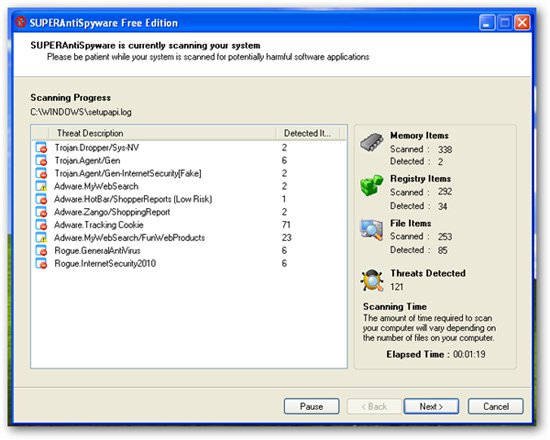 SUPERAntiSpyware Free Edition
SUPERAntiSpyware is currently scanning your system
Please be patient while your system is scanned for potentially harmful software applications
Scanning Progress
C:\WINDOWS\setupapi.log
Threat Description Detected It...
Trojan.Dropper/Sys-NV 2
Trojan.Agent/Gen 6
Trojan.Agent/Gen-InternetSecurity[Fake] 2
Adware.MyWebSearch 2
Adware.HotBar/ShopperReports (Low Risk) 1
Adware.Zango/ShoppingReport 2
Adware.Tracking Cookie 71
Adware.MyWebSearch/FunWebProducts 23
Rogue.GeneralAntiVirus 6
Rogue.InternetSecurity2010 6
Memory Items
Scanned : 338
Detected : 2
Registry Items
Scanned : 292
Detected : 34
File Items
Scanned : 253
Detected : 85
Threats Detected
121
Scanning Time
The amount of time required to scan
your computer will vary depending on
the number of files on your computer.
Elapsed Time : 00:01:19
Pause < Back Next > Cancel